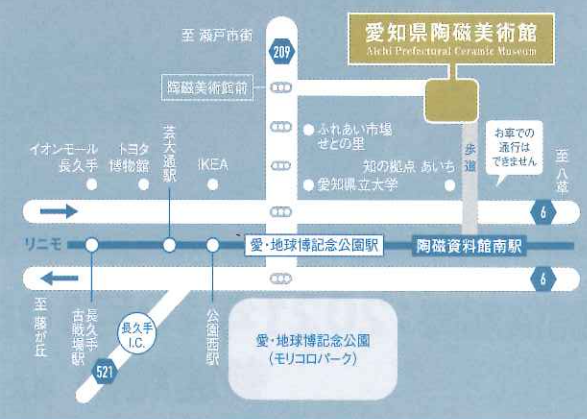 愛知県陶磁美術館
Aichi Prefectural Ceramic Museum
至 瀬戸市街
209
陶磁美術館前
芸大通駅
イオンモール
長久手
トヨタ
博物館
IKEA
ふれあい市場
せとの里
知の拠点 あいち
愛知県立大学
歩道
お車での
通行は
できません
至 八草
6
リニモ
愛・地球博記念公園駅
陶磁資料館南駅
6
至 藤が丘
長久手
古戦場駅
長久手
I.C.
521
公園西駅
愛・地球博記念公園
(モリコロパーク)